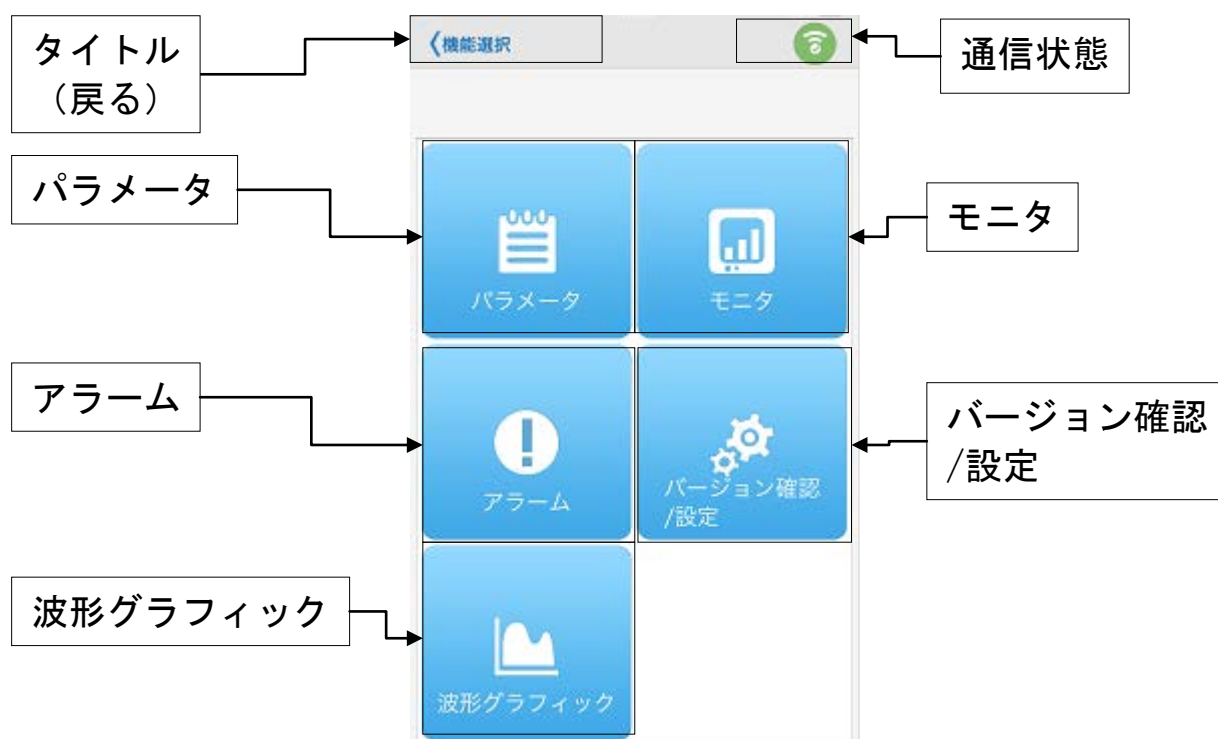 タイトル
(戻る)
機能選択
通信状態
パラメータ
パラメータ
モニタ
モニタ
アラーム
アラーム
バージョン確認
/設定
バージョン確認
/設定
波形グラフィック
波形グラフィック